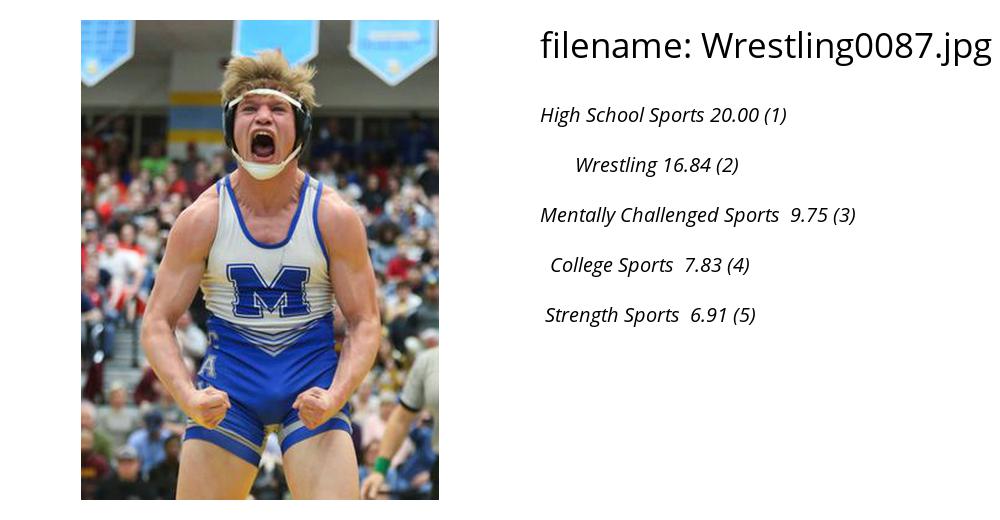 filename: Wrestling0087.jpg
High School Sports 20.00 (1)
Wrestling 16.84 (2)
Mentally Challenged Sports 9.75 (3)
College Sports 7.83 (4)
Strength Sports 6.91 (5)
M